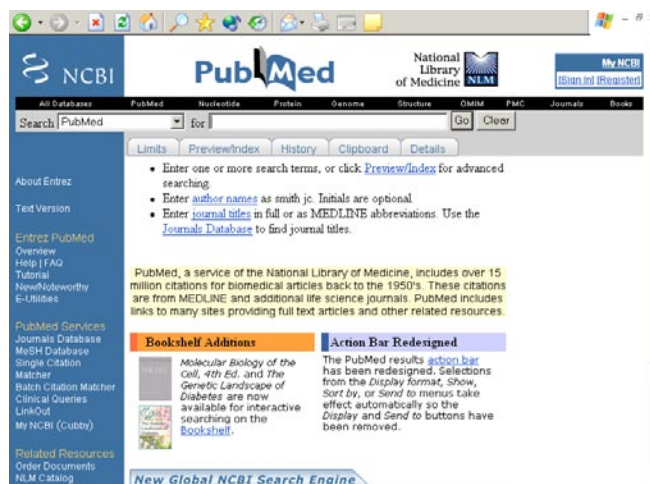 NCBI
PubMed
National
Library
of Medicine NLM
My NCBI
[Sign In] [Register]
All Databases PubMed Nucleotide Protein Genome Structure OMIM PMC Journals Books
Search PubMed for Go Clear
Limits Preview/Index History Clipboard Details
About Entrez
Text Version
Entrez PubMed
Overview
Help | FAQ
Tutorial
New/Noteworthy
E-Utilities
PubMed Services
Journals Database
MeSH Database
Single Citation
Matcher
Batch Citation Matcher
Clinical Queries
LinkOut
My NCBI (Cubby)
Related Resources
Order Documents
NLM Catalog
• Enter one or more search terms, or click Preview/Index for advanced
searching.
• Enter author names as smith jc. Initials are optional.
• Enter journal titles in full or as MEDLINE abbreviations. Use the
Journals Database to find journal titles.
PubMed, a service of the National Library of Medicine, includes over 15
million citations for biomedical articles back to the 1950's. These citations
are from MEDLINE and additional life science journals. PubMed includes
links to many sites providing full text articles and other related resources.
Bookshelf Additions
Molecular Biology of the
Cell, 4th Ed. and The
Genetic Landscape of
Diabetes are now
available for interactive
searching on the
Bookshelf.
Action Bar Redesigned
The PubMed results action bar
has been redesigned. Selections
from the Display format, Show,
Sort by, or Send to menus take
effect automatically so the
Display and Send to buttons have
been removed.
New Global NCBI Search Engine